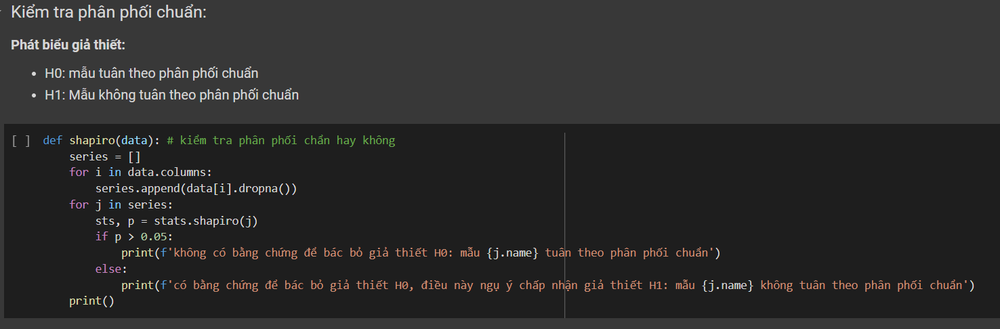 Kiểm tra phân phối chuẩn:
Phát biểu giả thiết:
• H0: mẫu tuân theo phân phối chuẩn
• H1: Mẫu không tuân theo phân phối chuẩn
[ ] def shapiro(data): # kiểm tra phân phối chẩn hay không
series = []
for i in data.columns:
series.append(data[i].dropna())
for j in series:
sts, p = stats.shapiro(j)
if p > 0.05:
print(f'không có bằng chứng để bác bỏ giả thiết H0: mẫu {j.name} tuân theo phân phối chuẩn')
else:
print(f'có bằng chứng để bác bỏ giả thiết H0, điều này ngụ ý chấp nhận giả thiết H1: mẫu {j.name} không tuân theo phân phối chuẩn')
print()